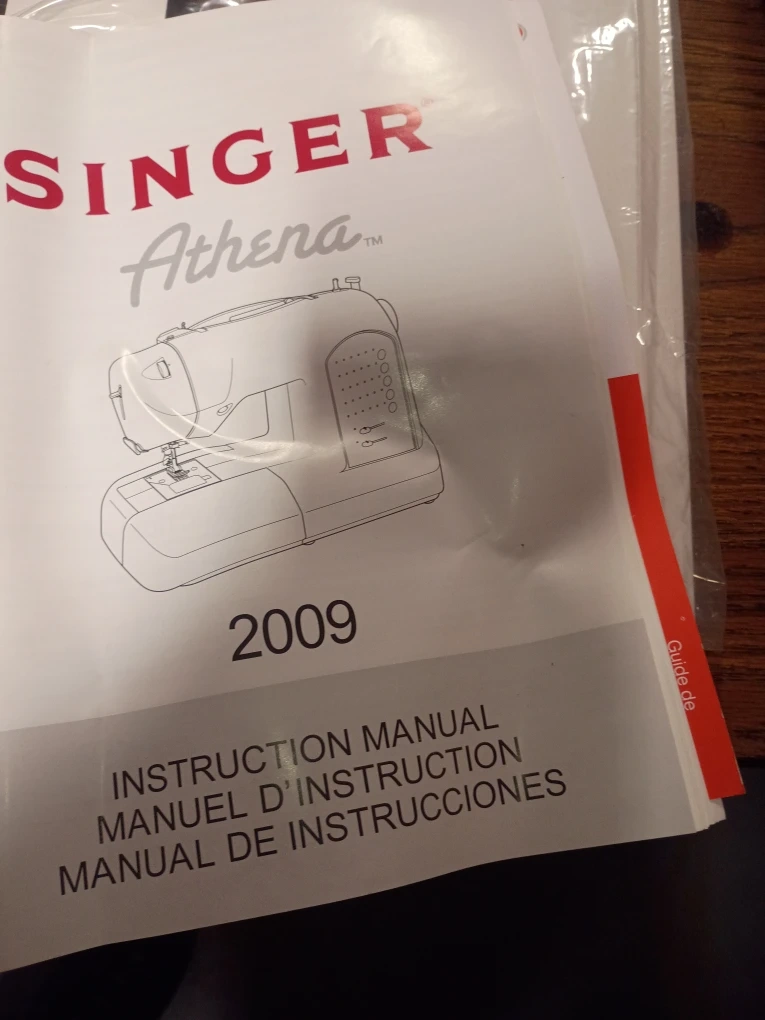 SINGER
Athena™
2009
INSTRUCTION MANUAL
MANUEL D'INSTRUCTION
MANUAL DE INSTRUCCIONES
Guide de